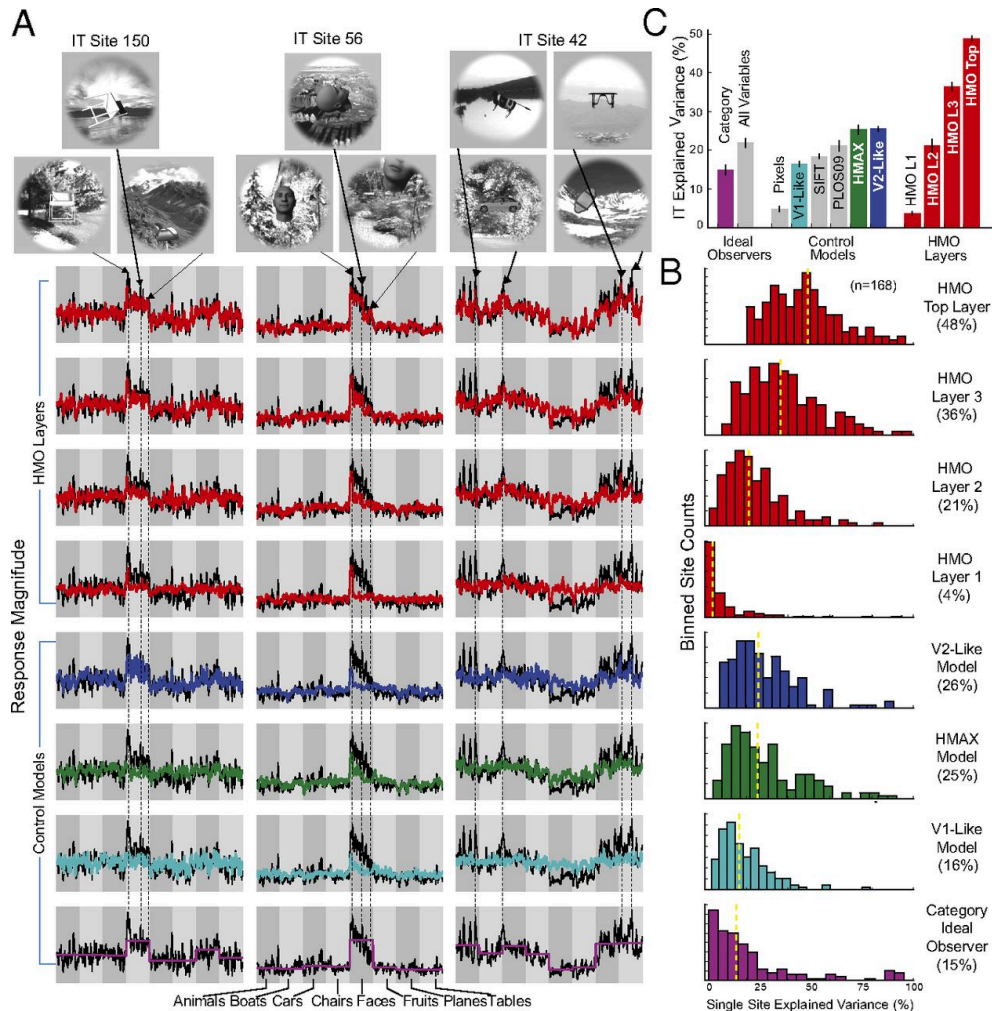 A
IT Site 150
IT Site 56
IT Site 42
HMO Layers
Response Magnitude
Control Models
Animals Boats Cars Chairs Faces Fruits Planes Tables
C
IT Explained Variance (%)
50
40
30
20
10
0
Category
All Variables
Pixels
V1-Like
SIFT
PLOS09
HMAX
V2-Like
HMO L1
HMO L2
HMO L3
HMO Top
Ideal
Observers
Control
Models
HMO
Layers
B
(n=168)
HMO
Top Layer
(48%)
HMO
Layer 3
(36%)
HMO
Layer 2
(21%)
HMO
Layer 1
(4%)
V2-Like
Model
(26%)
HMAX
Model
(25%)
V1-Like
Model
(16%)
Category
Ideal
Observer
(15%)
Binned Site Counts
0 25 50 75 100
Single Site Explained Variance (%)